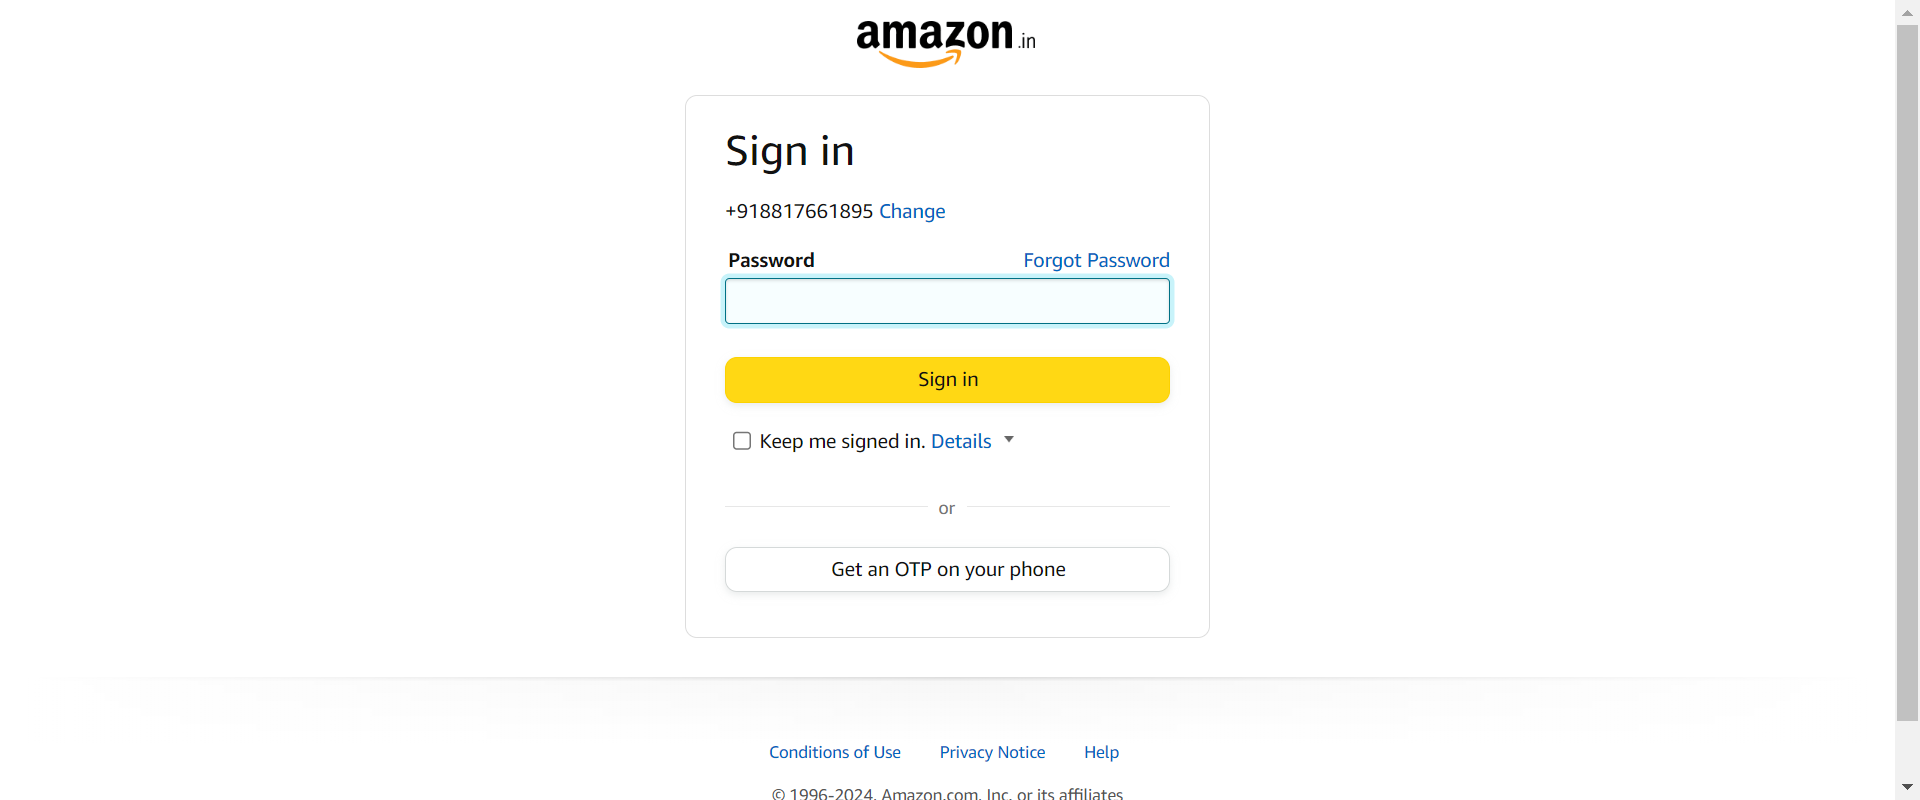 amazon.in
Sign in
+918817661895 Change
Password Forgot Password
Sign in
Keep me signed in. Details
or
Get an OTP on your phone
Conditions of Use Privacy Notice Help
© 1996-2024, Amazon.com, Inc. or its affiliates